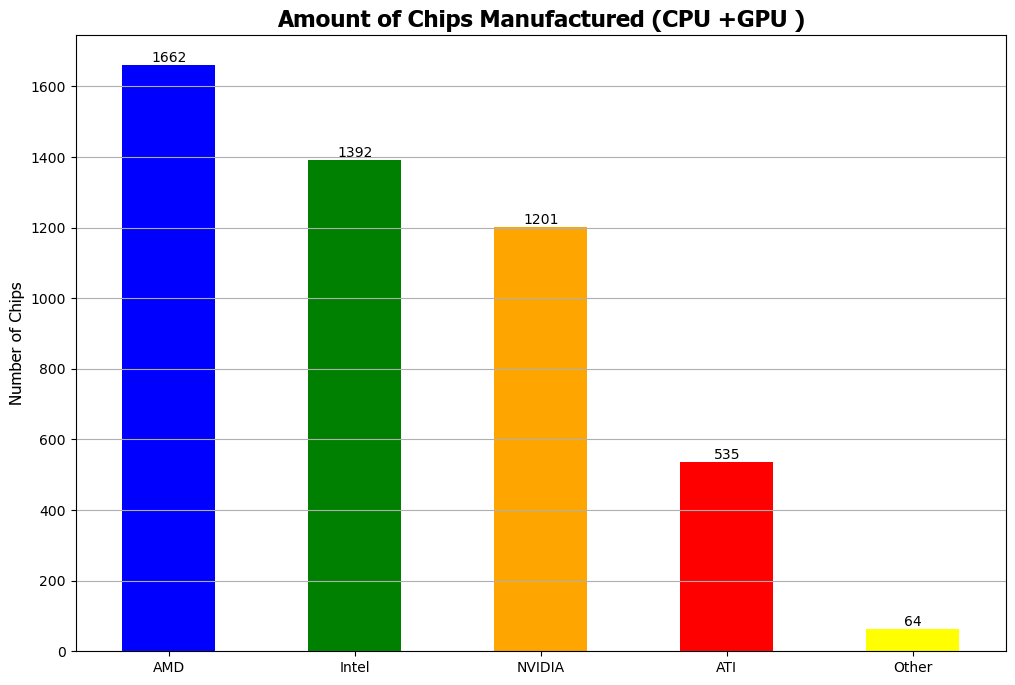 Amount of Chips Manufactured (CPU +GPU )
Number of Chips
1600
1400
1200
1000
800
600
400
200
0
1662
1392
1201
535
64
AMD
Intel
NVIDIA
ATI
Other